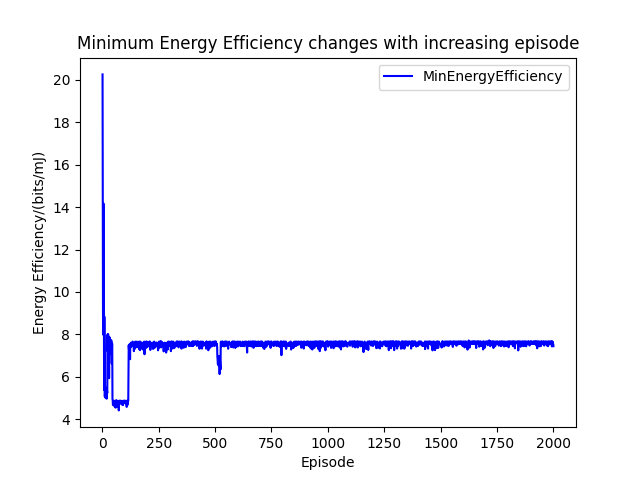 Minimum Energy Efficiency changes with increasing episode
MinEnergyEfficiency
Energy Efficiency/(bits/mJ)
20
18
16
14
12
10
8
6
4
0 250 500 750 1000 1250 1500 1750 2000
Episode